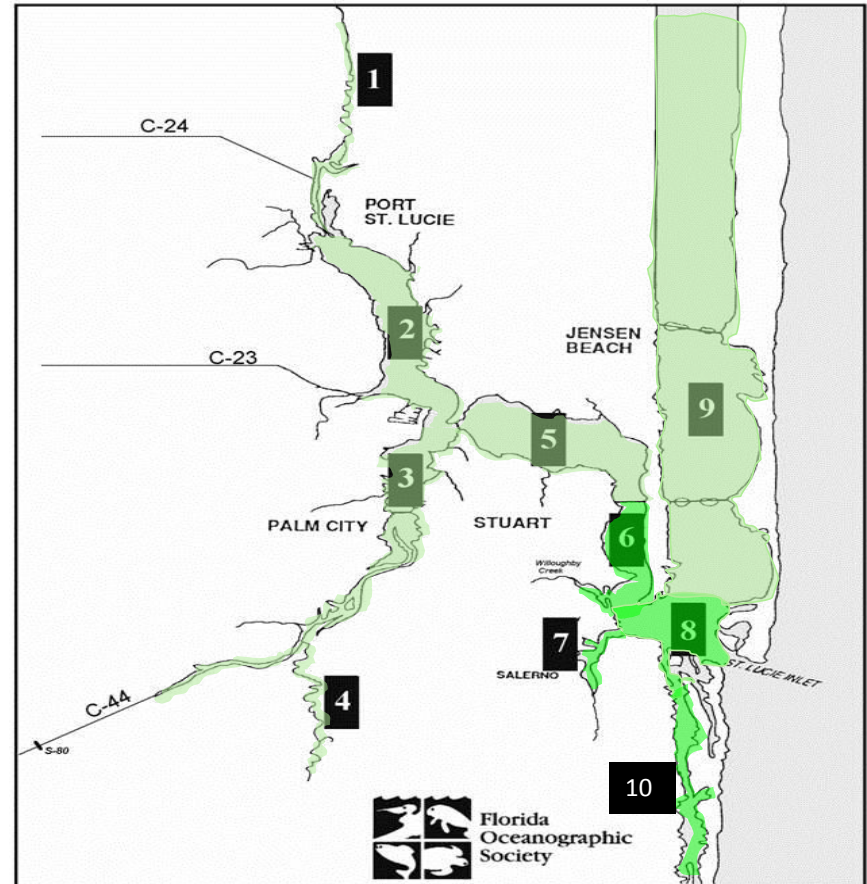 1
C-24
PORT
ST. LUCIE
2
JENSEN
BEACH
C-23
9
5
3
PALM CITY
STUART
6
Willoughby
Creek
7
8
SALERNO
ST. LUCIE INLET
4
C-44
S-80
10
Florida
Oceanographic
Society